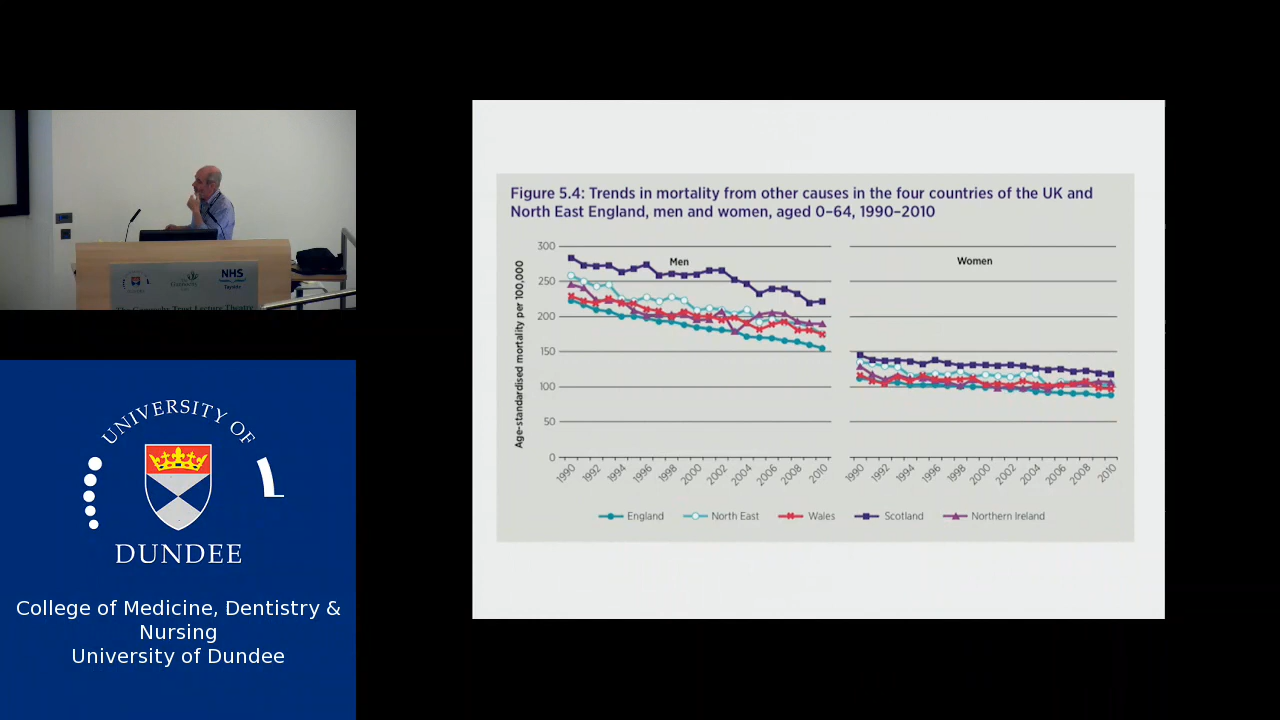 Figure 5.4: Trends in mortality from other causes in the four countries of the UK and
North East England, men and women, aged 0–64, 1990–2010
Men
Women
Age-standardised mortality per 100,000
300
250
200
150
100
50
0
1990 1992 1994 1996 1998 2000 2002 2004 2006 2008 2010
1990 1992 1994 1996 1998 2000 2002 2004 2006 2008 2010
England North East Wales Scotland Northern Ireland
NHS
UNIVERSITY OF
DUNDEE
College of Medicine, Dentistry &
Nursing
University of Dundee